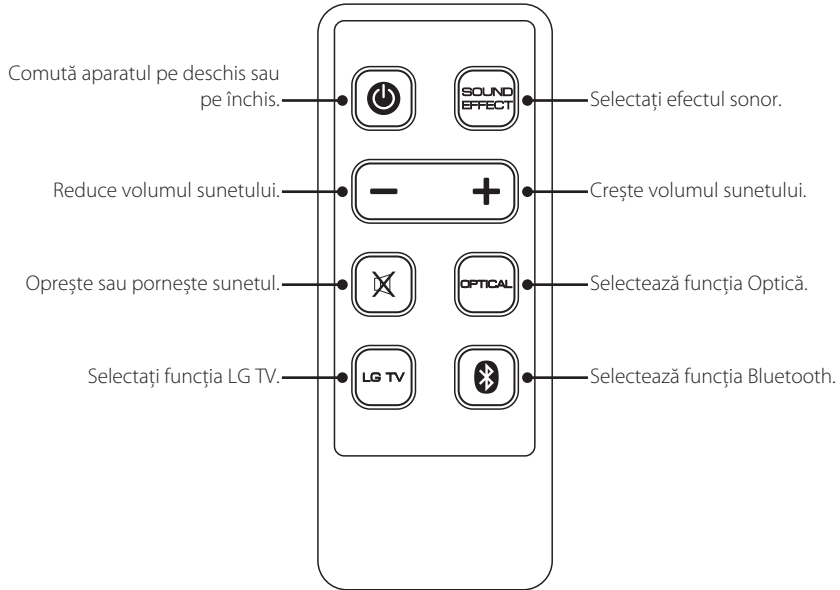 Comută aparatul pe deschis sau
pe închis.
SOUND
EFFECT
Selectați efectul sonor.
Reduce volumul sunetului.
− +
Crește volumul sunetului.
Oprește sau pornește sunetul.
OPTICAL
Selectează funcția Optică.
Selectați funcția LG TV.
LG TV
Selectează funcția Bluetooth.